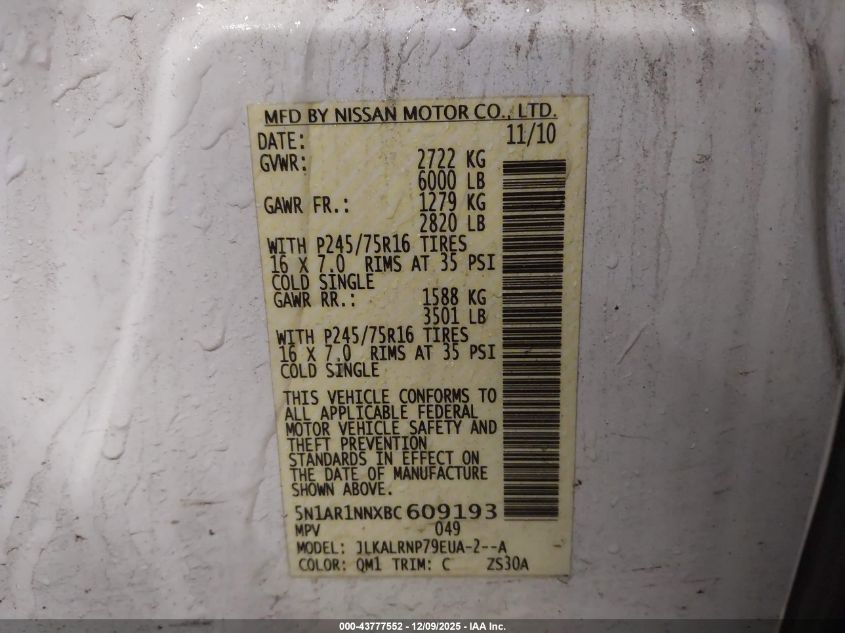 MFD BY NISSAN MOTOR CO., LTD.
DATE: 11/10
GVWR: 2722 KG
6000 LB
GAWR FR.: 1279 KG
2820 LB
WITH P245/75R16 TIRES
16 X 7.0 RIMS AT 35 PSI
COLD SINGLE
GAWR RR.: 1588 KG
3501 LB
WITH P245/75R16 TIRES
16 X 7.0 RIMS AT 35 PSI
COLD SINGLE
THIS VEHICLE CONFORMS TO
ALL APPLICABLE FEDERAL
MOTOR VEHICLE SAFETY AND
THEFT PREVENTION
STANDARDS IN EFFECT ON
THE DATE OF MANUFACTURE
SHOWN ABOVE.
5N1AR1NNXBC609193
MPV 049
MODEL: JLKALRNP79EUA-2--A
COLOR: QM1 TRIM: C ZS30A
000-43777552 - 12/09/2025 - IAA Inc.